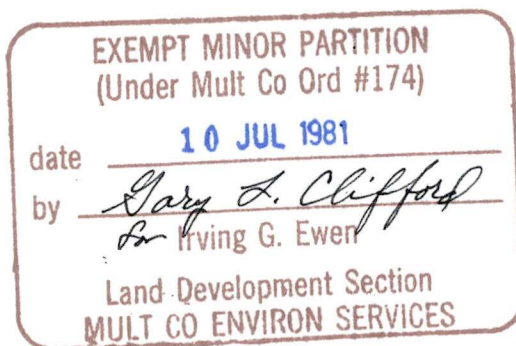 EXEMPT MINOR PARTITION
(Under Mult Co Ord #174)
date 10 JUL 1981
by Gary L. Clifford
for Irving G. Ewen
Land Development Section
MULT CO ENVIRON SERVICES